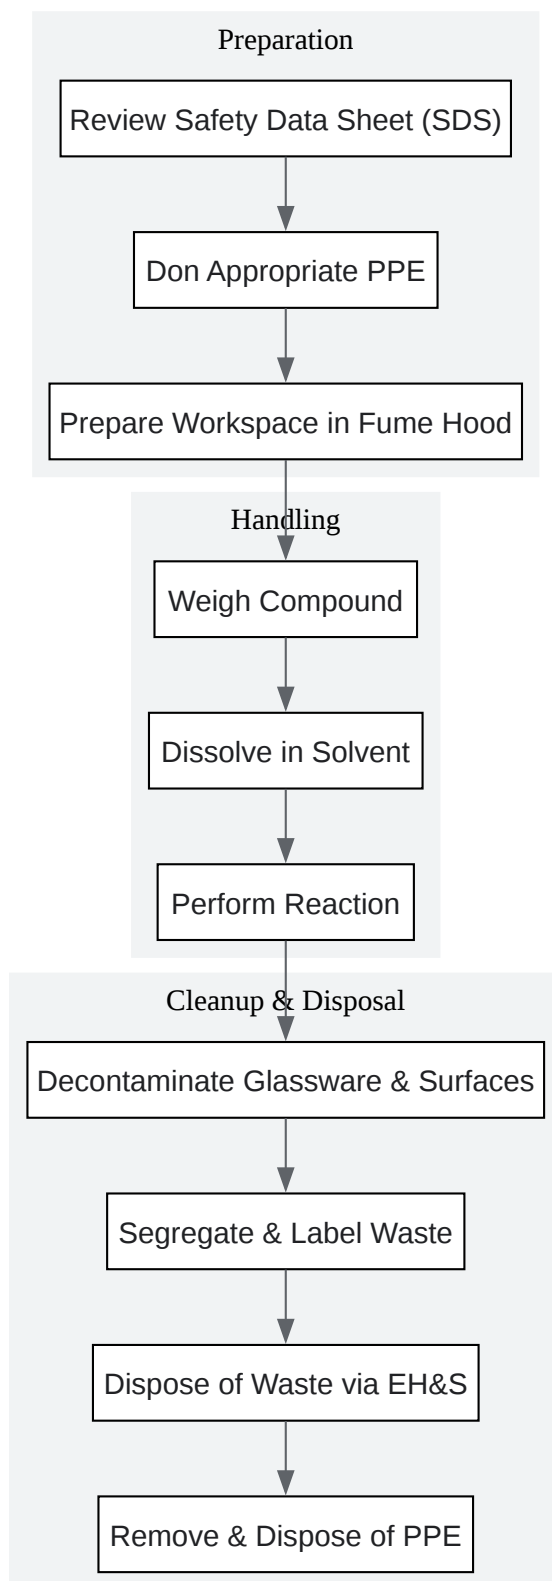 Preparation
Review Safety Data Sheet (SDS)
Don Appropriate PPE
Prepare Workspace in Fume Hood
Handling
Weigh Compound
Dissolve in Solvent
Perform Reaction
Cleanup & Disposal
Decontaminate Glassware & Surfaces
Segregate & Label Waste
Dispose of Waste via EH&S
Remove & Dispose of PPE